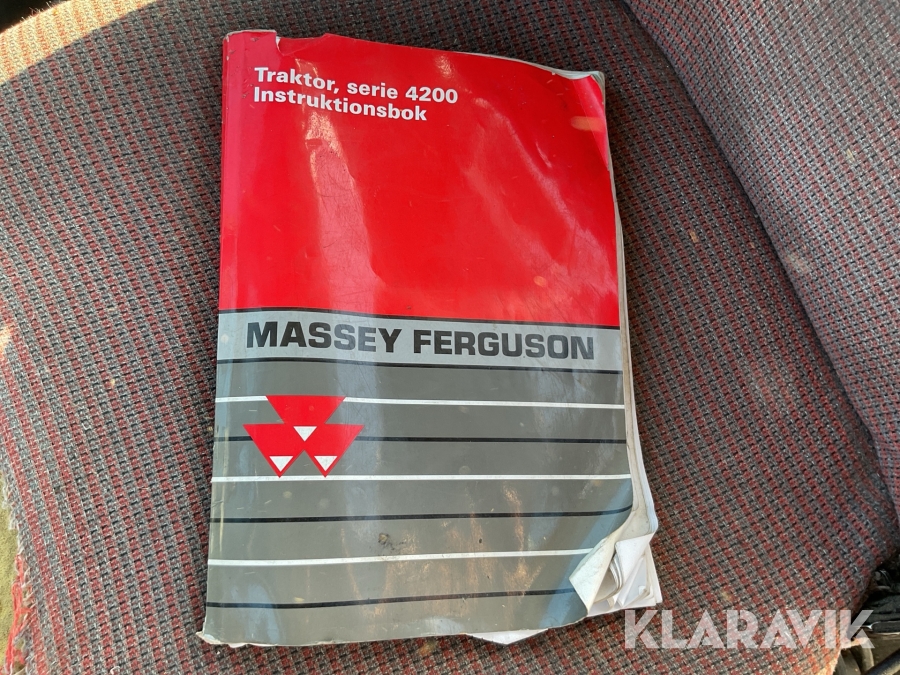 Traktor, serie 4200
Instruktionsbok
MASSEY FERGUSON
KLARAVIK